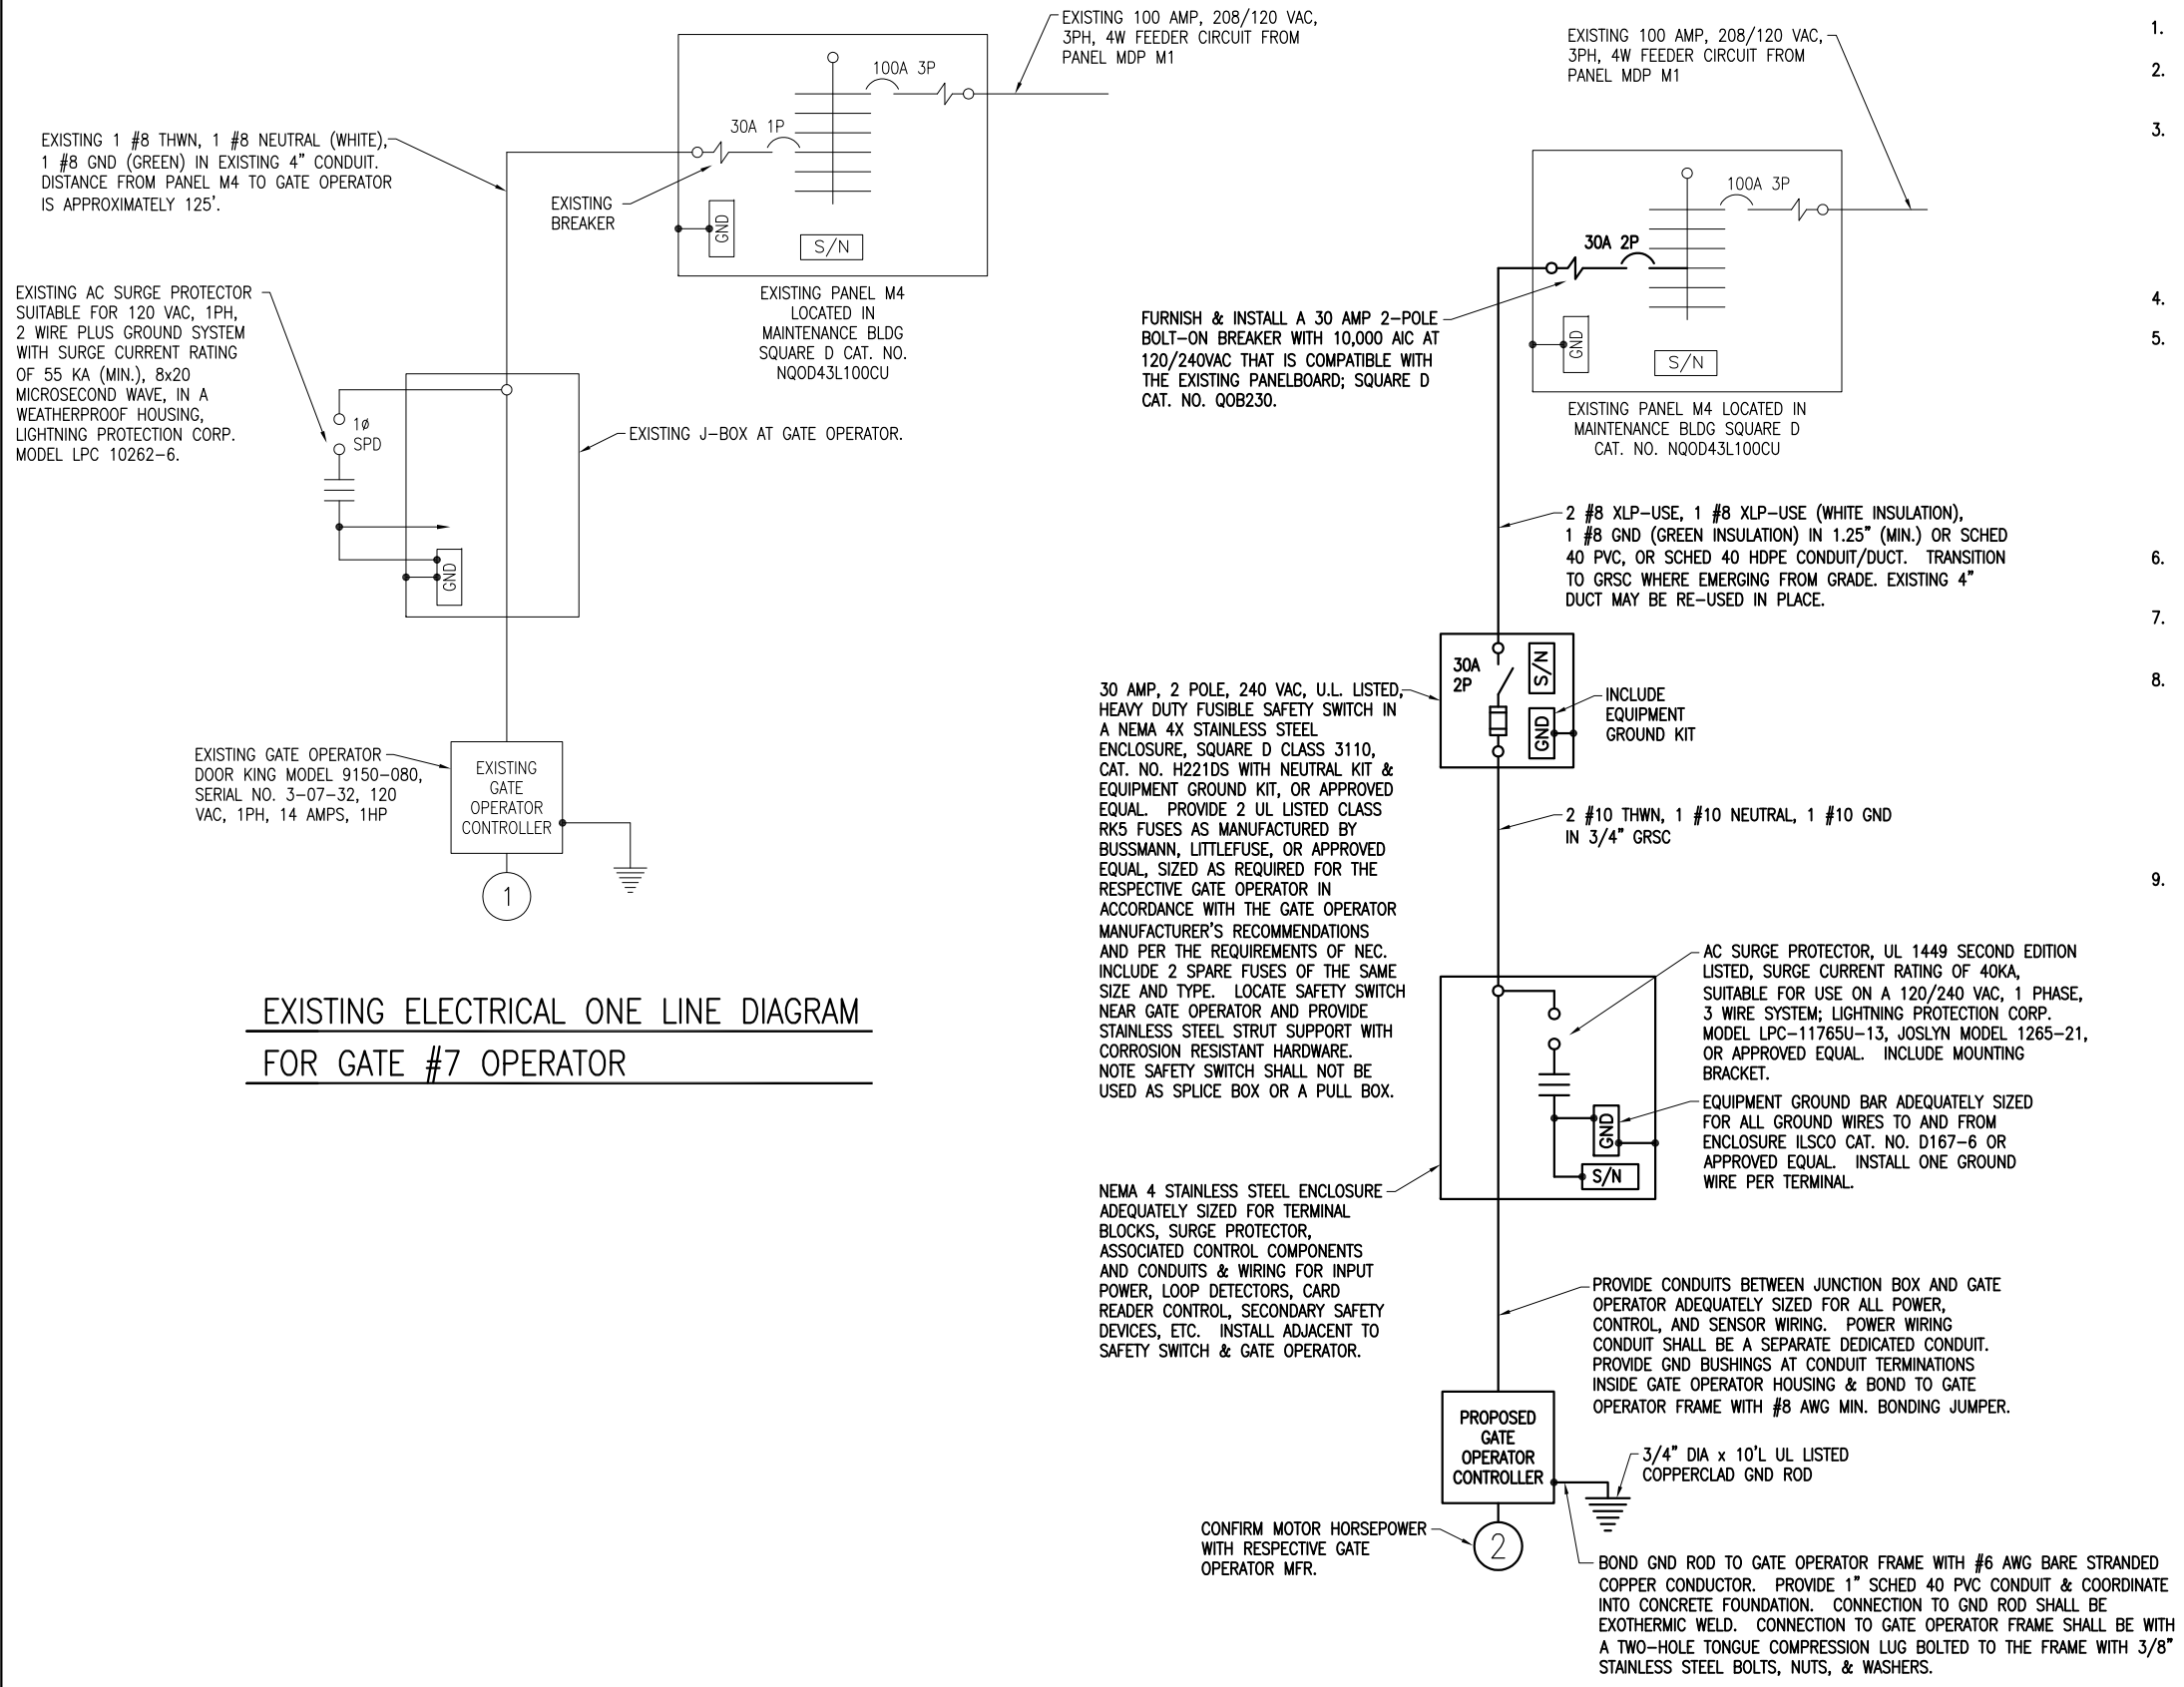 EXISTING 100 AMP, 208/120 VAC,
3PH, 4W FEEDER CIRCUIT FROM
PANEL MDP M1
100A 3P
30A 1P
EXISTING 1 #8 THWN, 1 #8 NEUTRAL (WHITE),
1 #8 GND (GREEN) IN EXISTING 4" CONDUIT.
DISTANCE FROM PANEL M4 TO GATE OPERATOR
IS APPROXIMATELY 125'.
EXISTING
BREAKER
GND
S/N
EXISTING PANEL M4
LOCATED IN
MAINTENANCE BLDG
SQUARE D CAT. NO.
NQOD43L100CU
EXISTING AC SURGE PROTECTOR
SUITABLE FOR 120 VAC, 1PH,
2 WIRE PLUS GROUND SYSTEM
WITH SURGE CURRENT RATING
OF 55 KA (MIN.), 8x20
MICROSECOND WAVE, IN A
WEATHERPROOF HOUSING,
LIGHTNING PROTECTION CORP.
MODEL LPC 10262-6.
1ø
SPD
EXISTING J-BOX AT GATE OPERATOR.
GND
EXISTING GATE OPERATOR
DOOR KING MODEL 9150-080,
SERIAL NO. 3-07-32, 120
VAC, 1PH, 14 AMPS, 1HP
EXISTING
GATE
OPERATOR
CONTROLLER
1
EXISTING ELECTRICAL ONE LINE DIAGRAM
FOR GATE #7 OPERATOR
EXISTING 100 AMP, 208/120 VAC,
3PH, 4W FEEDER CIRCUIT FROM
PANEL MDP M1
100A 3P
30A 2P
GND
S/N
FURNISH & INSTALL A 30 AMP 2-POLE
BOLT-ON BREAKER WITH 10,000 AIC AT
120/240VAC THAT IS COMPATIBLE WITH
THE EXISTING PANELBOARD; SQUARE D
CAT. NO. QOB230.
EXISTING PANEL M4 LOCATED IN
MAINTENANCE BLDG SQUARE D
CAT. NO. NQOD43L100CU
2 #8 XLP-USE, 1 #8 XLP-USE (WHITE INSULATION),
1 #8 GND (GREEN INSULATION) IN 1.25" (MIN.) OR SCHED
40 PVC, OR SCHED 40 HDPE CONDUIT/DUCT. TRANSITION
TO GRSC WHERE EMERGING FROM GRADE. EXISTING 4"
DUCT MAY BE RE-USED IN PLACE.
30A
2P
S/N
GND
INCLUDE
EQUIPMENT
GROUND KIT
30 AMP, 2 POLE, 240 VAC, U.L. LISTED,
HEAVY DUTY FUSIBLE SAFETY SWITCH IN
A NEMA 4X STAINLESS STEEL
ENCLOSURE, SQUARE D CLASS 3110,
CAT. NO. H221DS WITH NEUTRAL KIT &
EQUIPMENT GROUND KIT, OR APPROVED
EQUAL. PROVIDE 2 UL LISTED CLASS
RK5 FUSES AS MANUFACTURED BY
BUSSMANN, LITTLEFUSE, OR APPROVED
EQUAL, SIZED AS REQUIRED FOR THE
RESPECTIVE GATE OPERATOR IN
ACCORDANCE WITH THE GATE OPERATOR
MANUFACTURER'S RECOMMENDATIONS
AND PER THE REQUIREMENTS OF NEC.
INCLUDE 2 SPARE FUSES OF THE SAME
SIZE AND TYPE. LOCATE SAFETY SWITCH
NEAR GATE OPERATOR AND PROVIDE
STAINLESS STEEL STRUT SUPPORT WITH
CORROSION RESISTANT HARDWARE.
NOTE SAFETY SWITCH SHALL NOT BE
USED AS SPLICE BOX OR A PULL BOX.
2 #10 THWN, 1 #10 NEUTRAL, 1 #10 GND
IN 3/4" GRSC
AC SURGE PROTECTOR, UL 1449 SECOND EDITION
LISTED, SURGE CURRENT RATING OF 40KA,
SUITABLE FOR USE ON A 120/240 VAC, 1 PHASE,
3 WIRE SYSTEM; LIGHTNING PROTECTION CORP.
MODEL LPC-11765U-13, JOSLYN MODEL 1265-21,
OR APPROVED EQUAL. INCLUDE MOUNTING
BRACKET.
EQUIPMENT GROUND BAR ADEQUATELY SIZED
FOR ALL GROUND WIRES TO AND FROM
ENCLOSURE ILSCO CAT. NO. D167-6 OR
APPROVED EQUAL. INSTALL ONE GROUND
WIRE PER TERMINAL.
GND
S/N
NEMA 4 STAINLESS STEEL ENCLOSURE
ADEQUATELY SIZED FOR TERMINAL
BLOCKS, SURGE PROTECTOR,
ASSOCIATED CONTROL COMPONENTS
AND CONDUITS & WIRING FOR INPUT
POWER, LOOP DETECTORS, CARD
READER CONTROL, SECONDARY SAFETY
DEVICES, ETC. INSTALL ADJACENT TO
SAFETY SWITCH & GATE OPERATOR.
PROVIDE CONDUITS BETWEEN JUNCTION BOX AND GATE
OPERATOR ADEQUATELY SIZED FOR ALL POWER,
CONTROL, AND SENSOR WIRING. POWER WIRING
CONDUIT SHALL BE A SEPARATE DEDICATED CONDUIT.
PROVIDE GND BUSHINGS AT CONDUIT TERMINATIONS
INSIDE GATE OPERATOR HOUSING & BOND TO GATE
OPERATOR FRAME WITH #8 AWG MIN. BONDING JUMPER.
PROPOSED
GATE
OPERATOR
CONTROLLER
3/4" DIA x 10'L UL LISTED
COPPERCLAD GND ROD
CONFIRM MOTOR HORSEPOWER
WITH RESPECTIVE GATE
OPERATOR MFR.
2
BOND GND ROD TO GATE OPERATOR FRAME WITH #6 AWG BARE STRANDED
COPPER CONDUCTOR. PROVIDE 1" SCHED 40 PVC CONDUIT & COORDINATE
INTO CONCRETE FOUNDATION. CONNECTION TO GND ROD SHALL BE
EXOTHERMIC WELD. CONNECTION TO GATE OPERATOR FRAME SHALL BE WITH
A TWO-HOLE TONGUE COMPRESSION LUG BOLTED TO THE FRAME WITH 3/8"
STAINLESS STEEL BOLTS, NUTS, & WASHERS.
1.
2.
3.
4.
5.
6.
7.
8.
9.